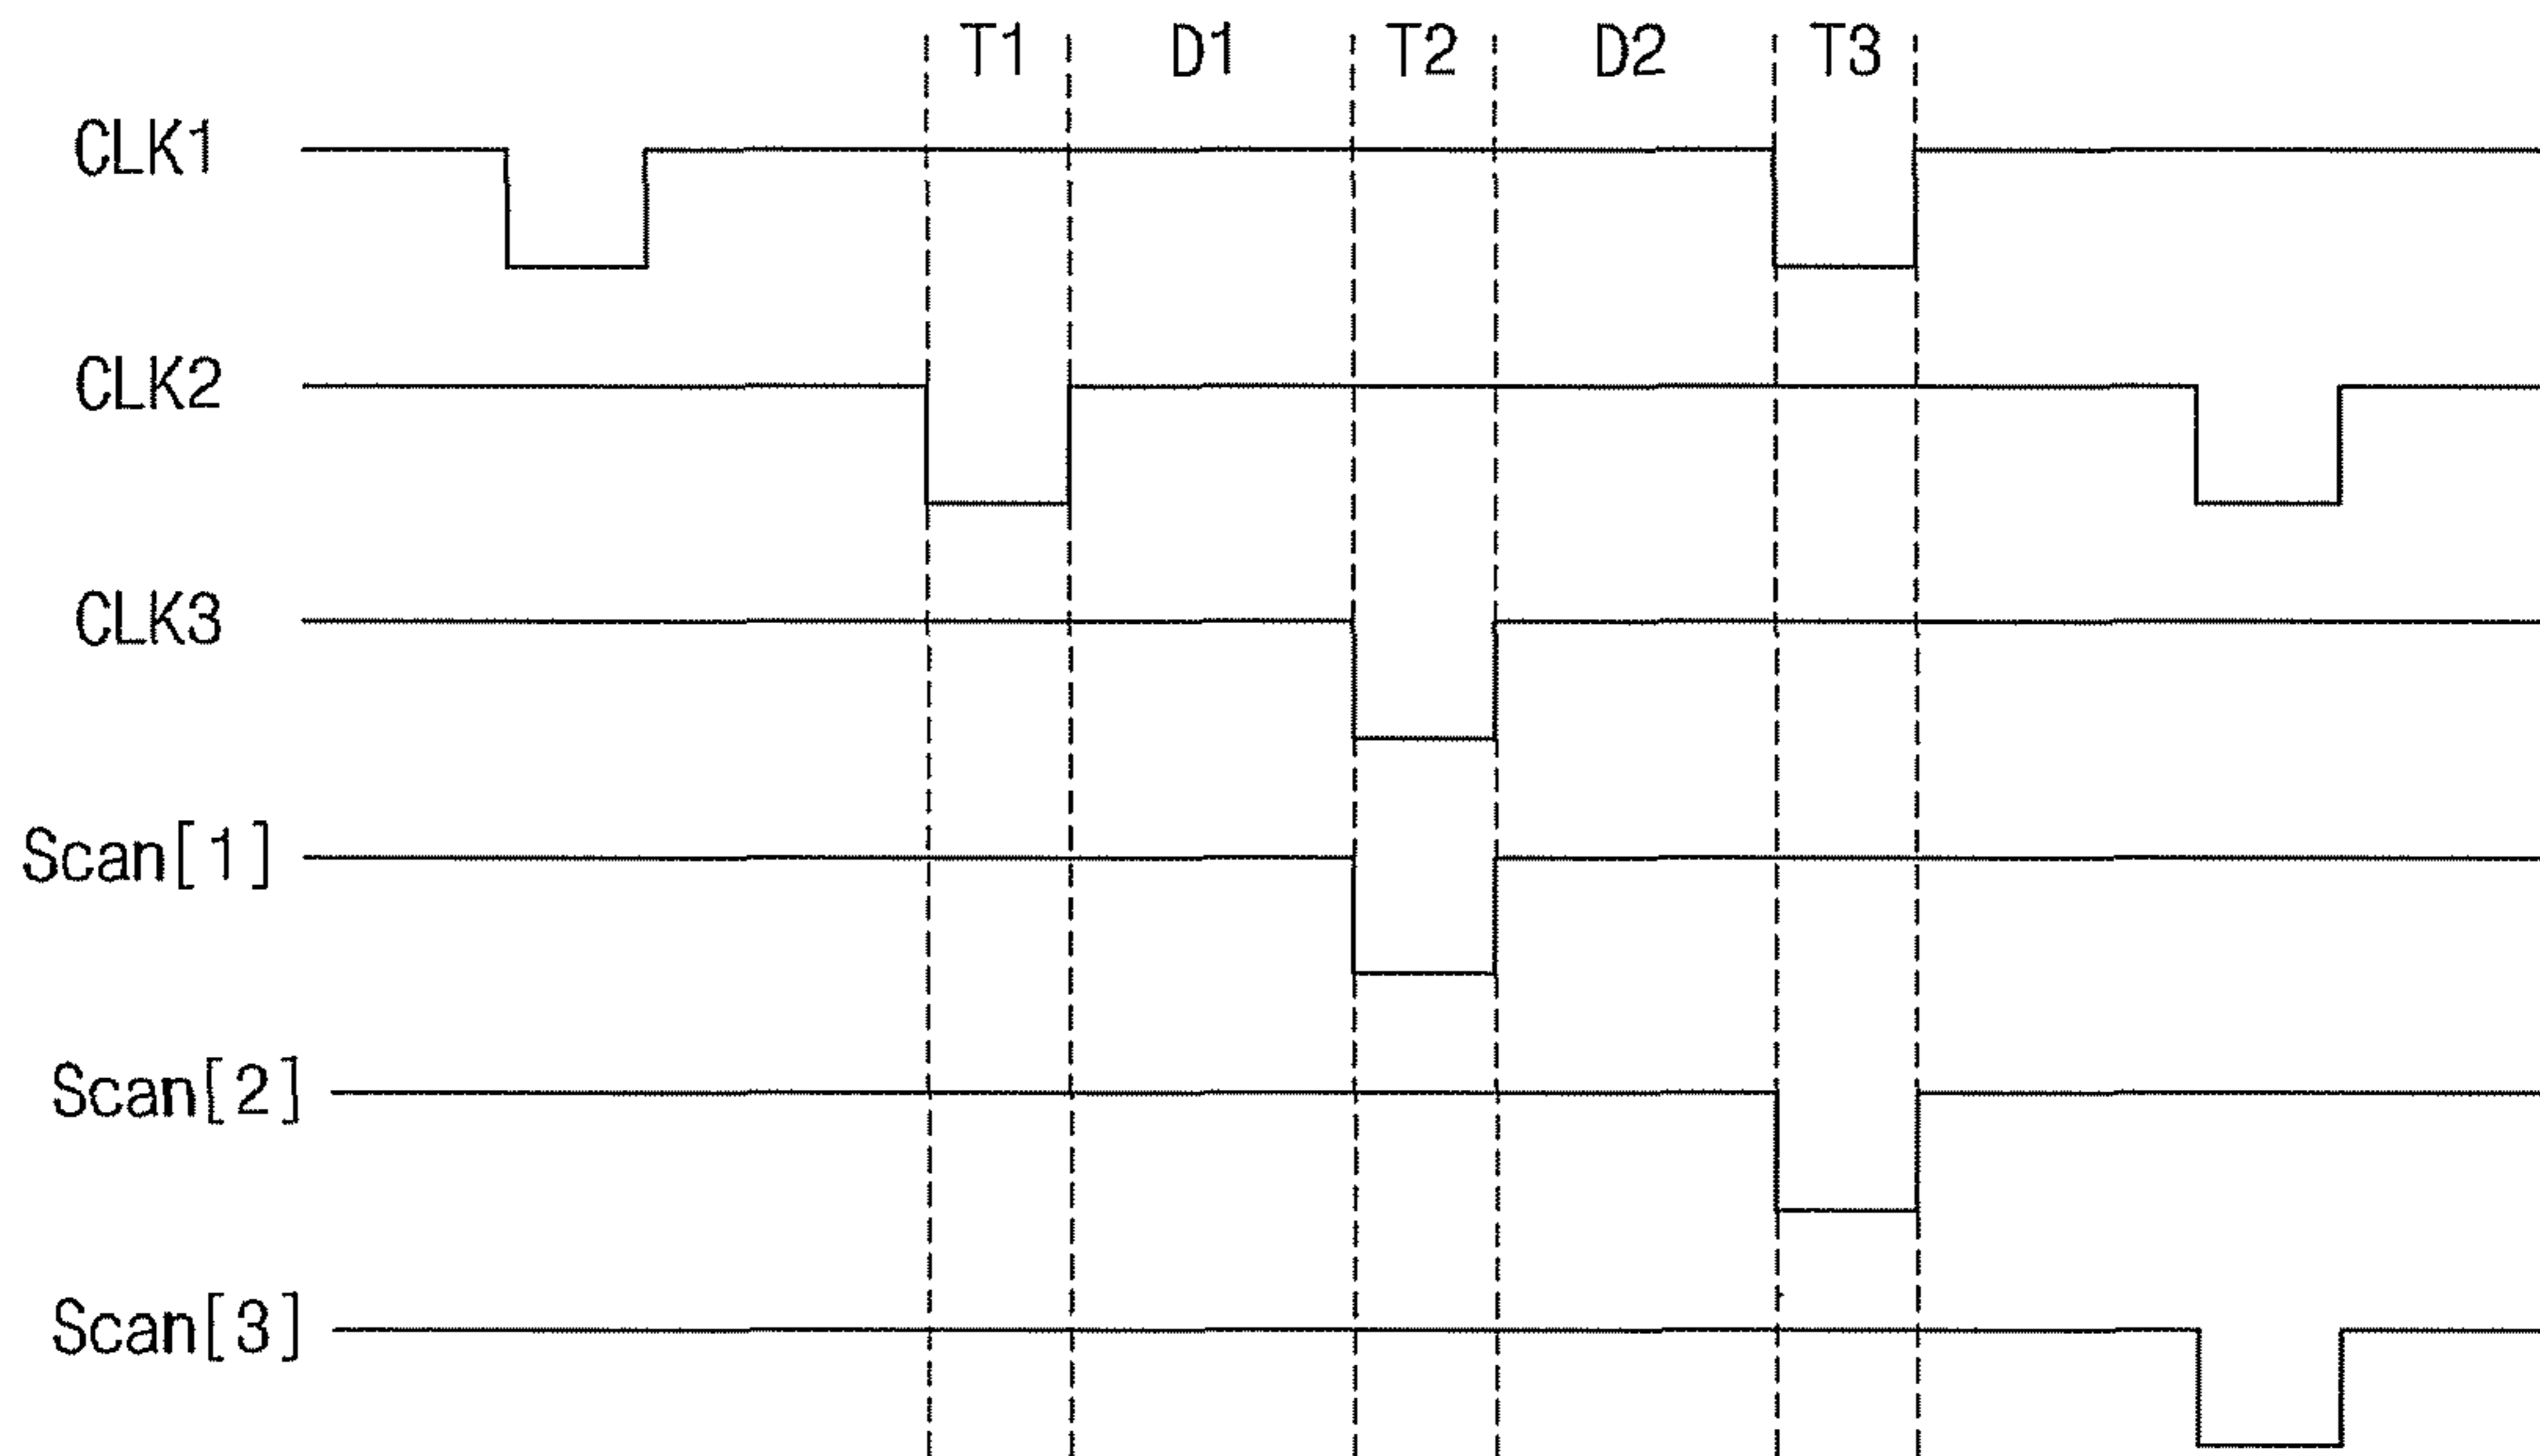 T1 D1 T2 D2 T3
CLK1
CLK2
CLK3
Scan[1]
Scan[2]
Scan[3]